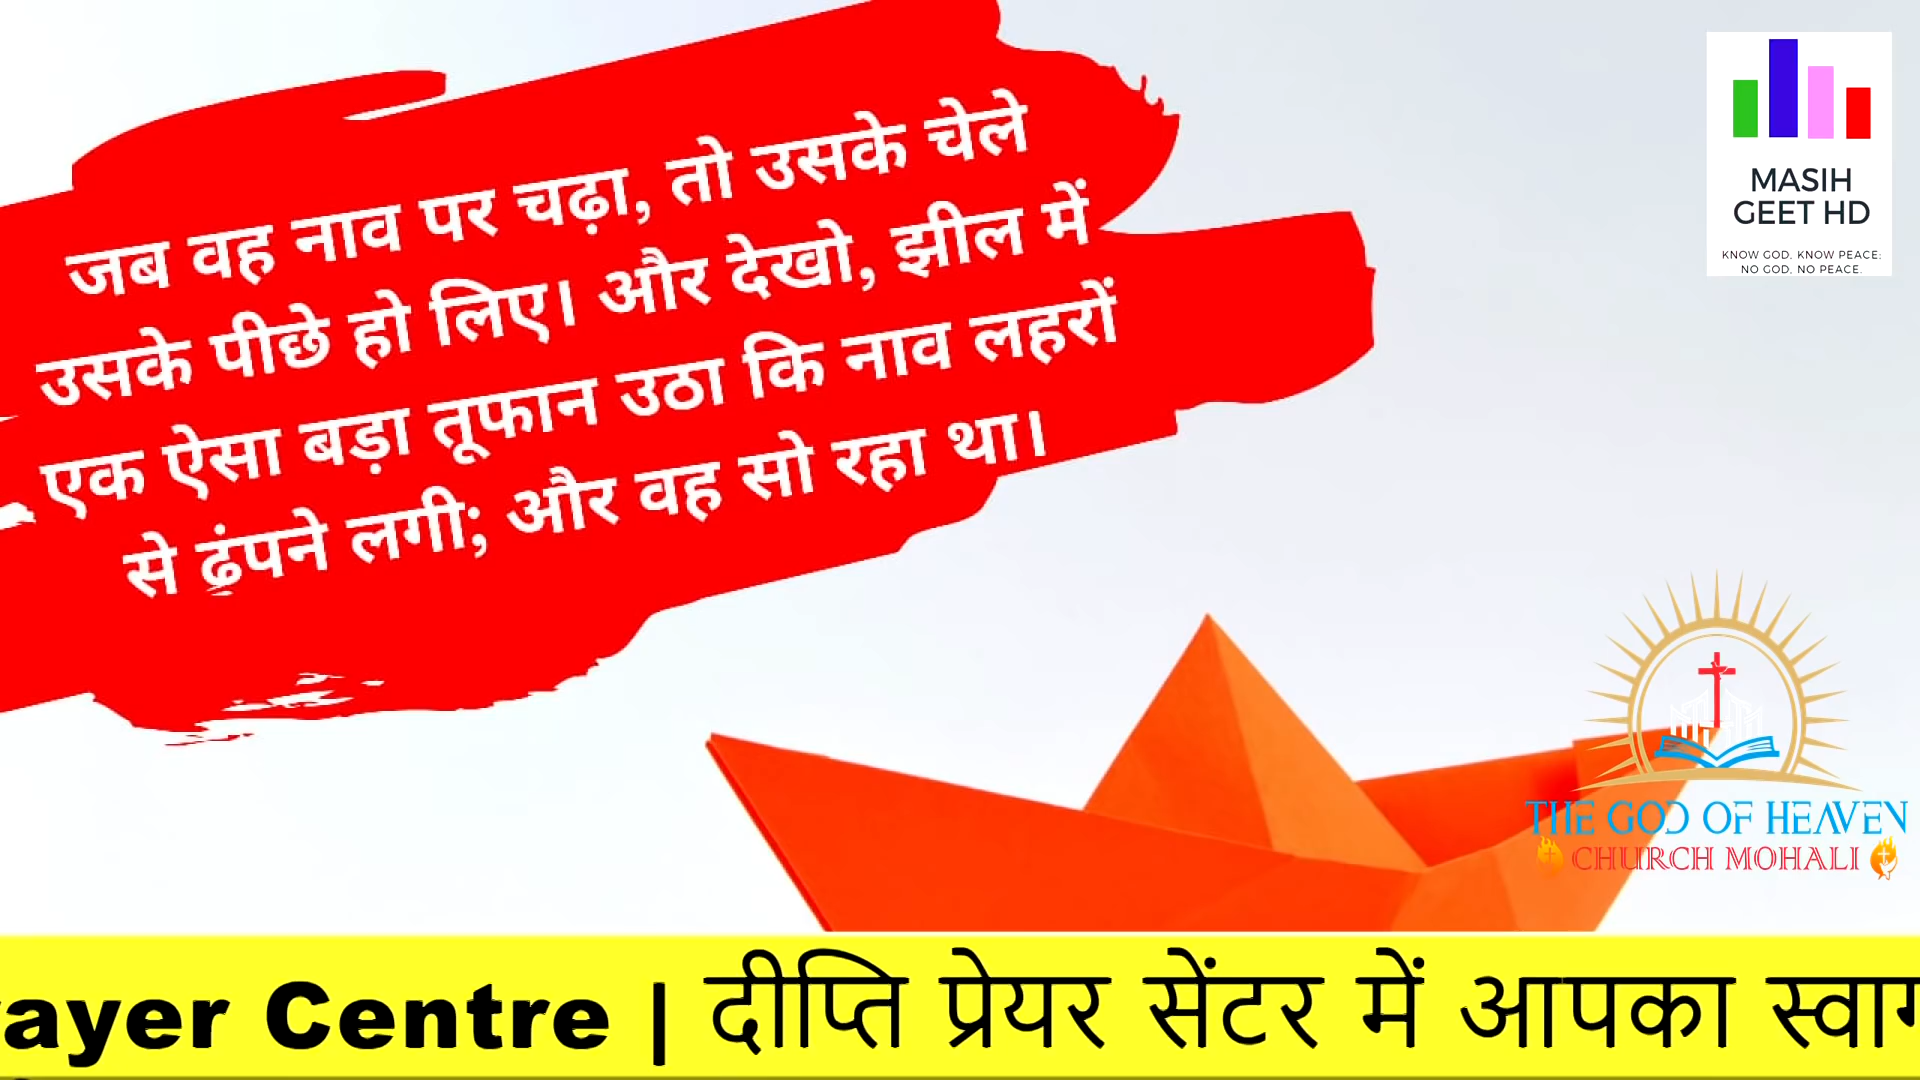 जब वह नाव पर चढ़ा, तो उसके चेले
उसके पीछे हो लिए। और देखो, झील में
एक ऐसा बड़ा तूफान उठा कि नाव लहरों
से ढ़ंपने लगी; और वह सो रहा था।
MASIH
GEET HD
KNOW GOD, KNOW PEACE;
NO GOD, NO PEACE.
THE GOD OF HEAVEN
CHURCH MOHALI
Centre | दीप्ति प्रेयर सेंटर में आपका